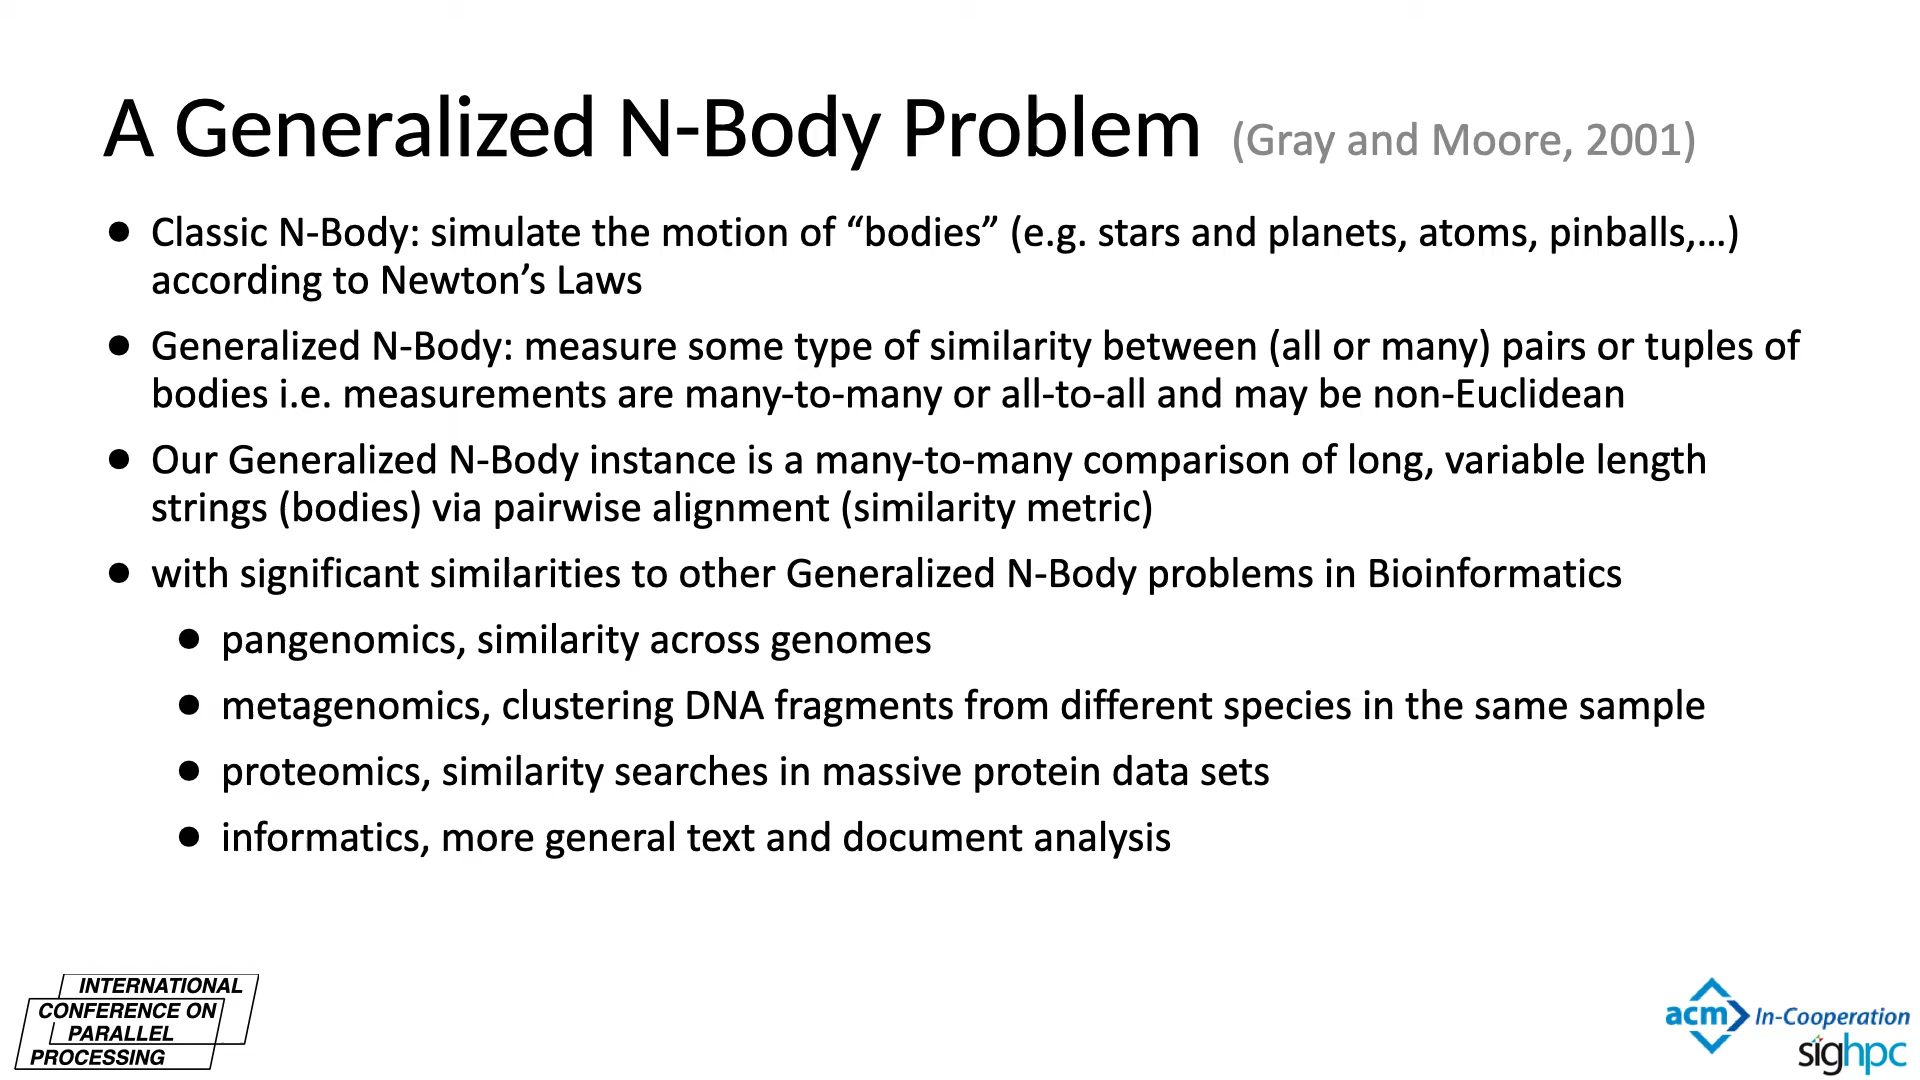 A Generalized N-Body Problem (Gray and Moore, 2001)
● Classic N-Body: simulate the motion of “bodies” (e.g. stars and planets, atoms, pinballs,...)
according to Newton’s Laws
● Generalized N-Body: measure some type of similarity between (all or many) pairs or tuples of
bodies i.e. measurements are many-to-many or all-to-all and may be non-Euclidean
● Our Generalized N-Body instance is a many-to-many comparison of long, variable length
strings (bodies) via pairwise alignment (similarity metric)
● with significant similarities to other Generalized N-Body problems in Bioinformatics
● pangenomics, similarity across genomes
● metagenomics, clustering DNA fragments from different species in the same sample
● proteomics, similarity searches in massive protein data sets
● informatics, more general text and document analysis
INTERNATIONAL
CONFERENCE ON
PARALLEL
PROCESSING
acm In-Cooperation
sighpc